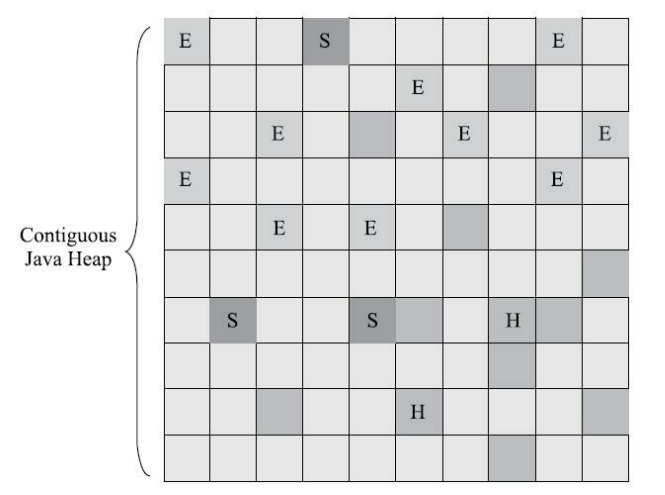 E S E
E
E E E
E E
Contiguous
Java Heap
E E
S S H
H